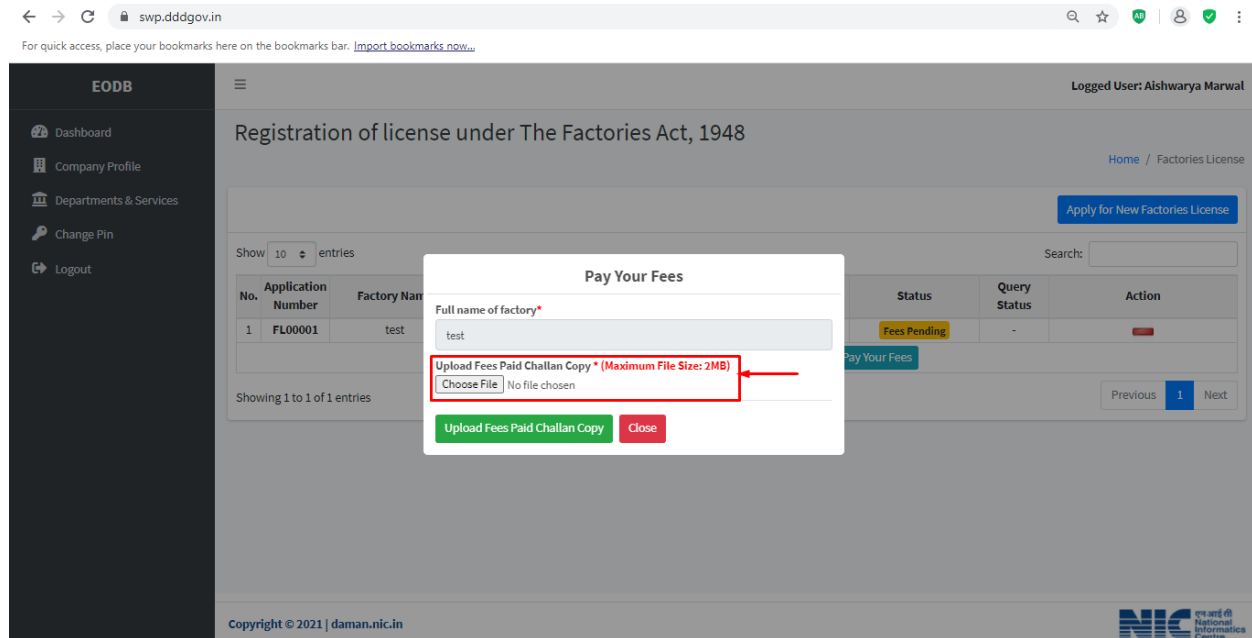 swp.dddgov.in
For quick access, place your bookmarks here on the bookmarks bar. Import bookmarks now...
EODB
Logged User: Aishwarya Marwal
Dashboard
Company Profile
Departments & Services
Change Pin
Logout
Registration of license under The Factories Act, 1948
Home / Factories License
Apply for New Factories License
Show 10 entries
Search:
No. Application Number Factory Nam Status Query Status Action
1 FL00001 test Fees Pending -
Pay Your Fees
Showing 1 to 1 of 1 entries
Previous 1 Next
Pay Your Fees
Full name of factory*
test
Upload Fees Paid Challan Copy * (Maximum File Size: 2MB)
Choose File No file chosen
Upload Fees Paid Challan Copy Close
Copyright © 2021 | daman.nic.in
NIC
एन आई सी
National
Informatics
Centre